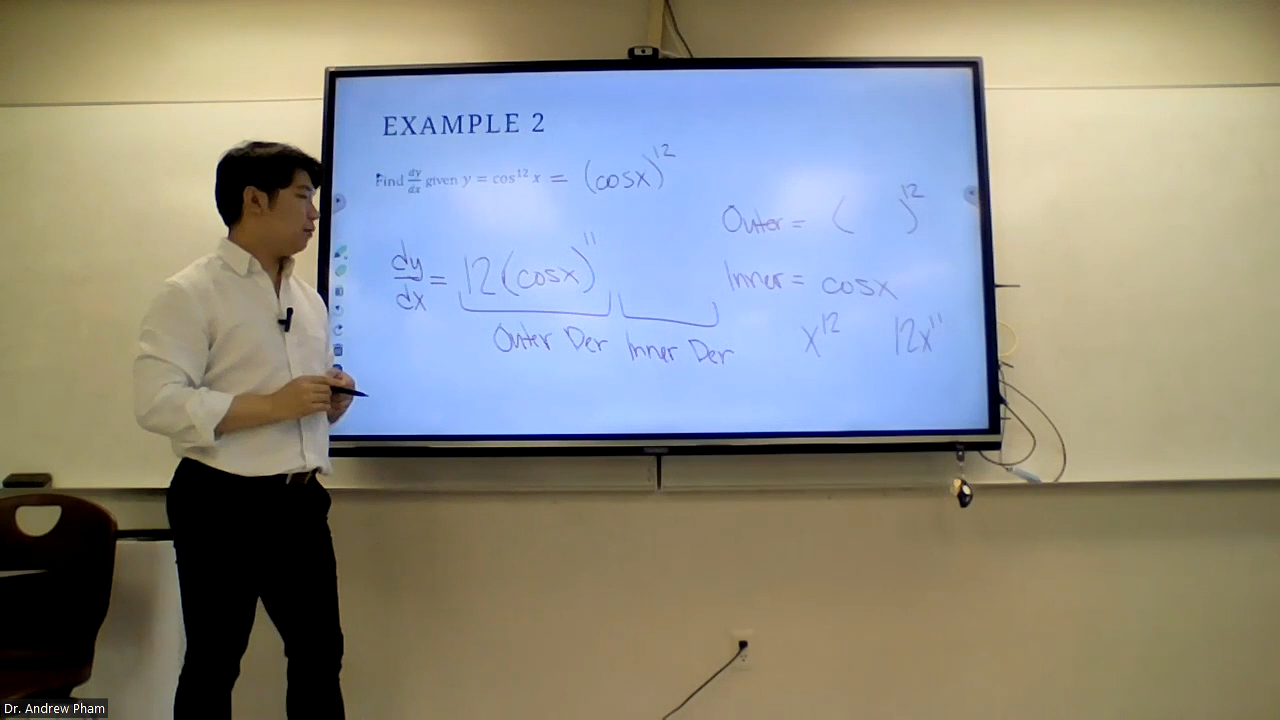 EXAMPLE 2
Find dy/dx given y = cos¹² x = (cosx)¹²
Outer = ( )¹²
dy/dx = 12(cosx)¹¹
Inner = cosx
Outer Der Inner Der
x¹² 12x¹¹
Dr. Andrew Pham